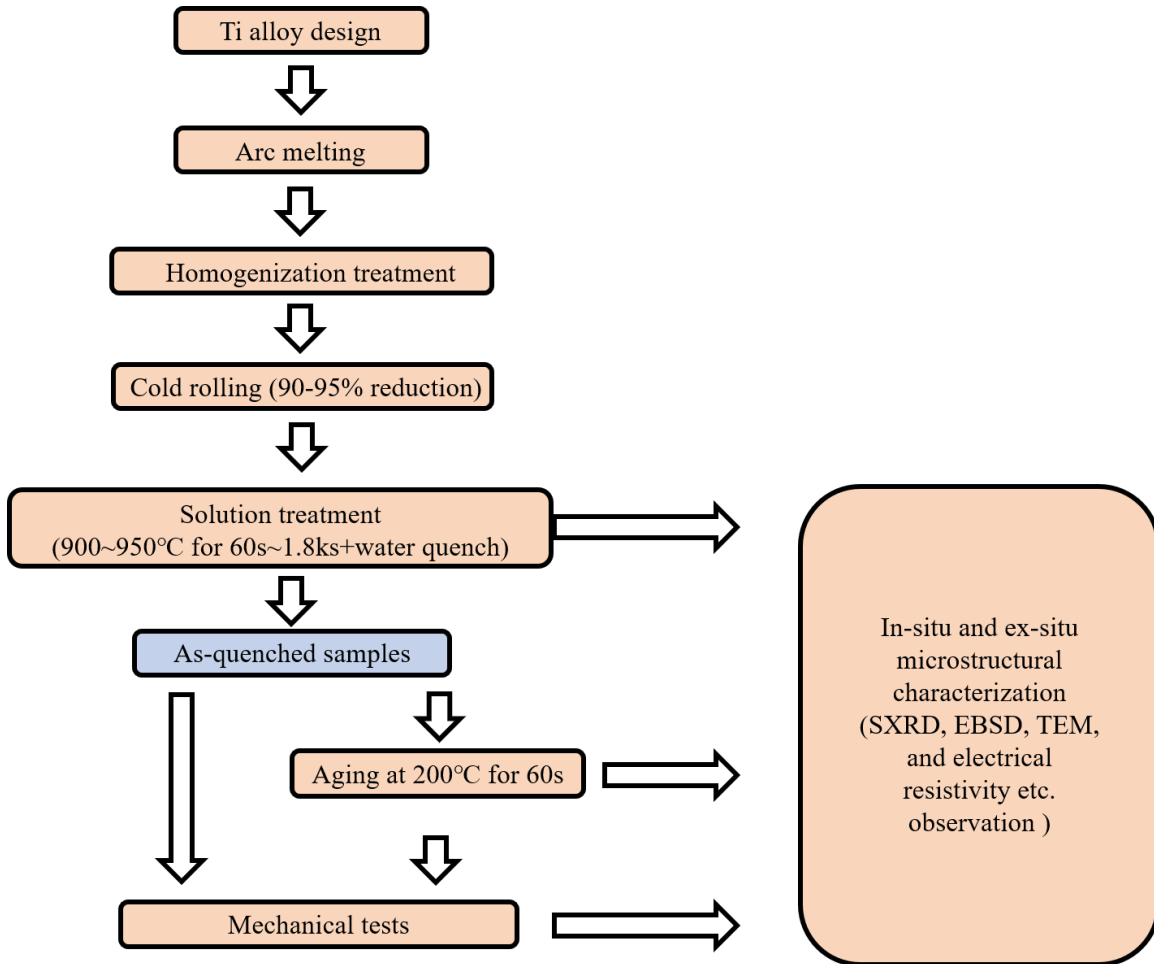 Ti alloy design
Arc melting
Homogenization treatment
Cold rolling (90-95% reduction)
Solution treatment
(900~950℃ for 60s~1.8ks+water quench)
As-quenched samples
Aging at 200℃ for 60s
Mechanical tests
In-situ and ex-situ
microstructural
characterization
(SXRD, EBSD, TEM,
and electrical
resistivity etc.
observation )